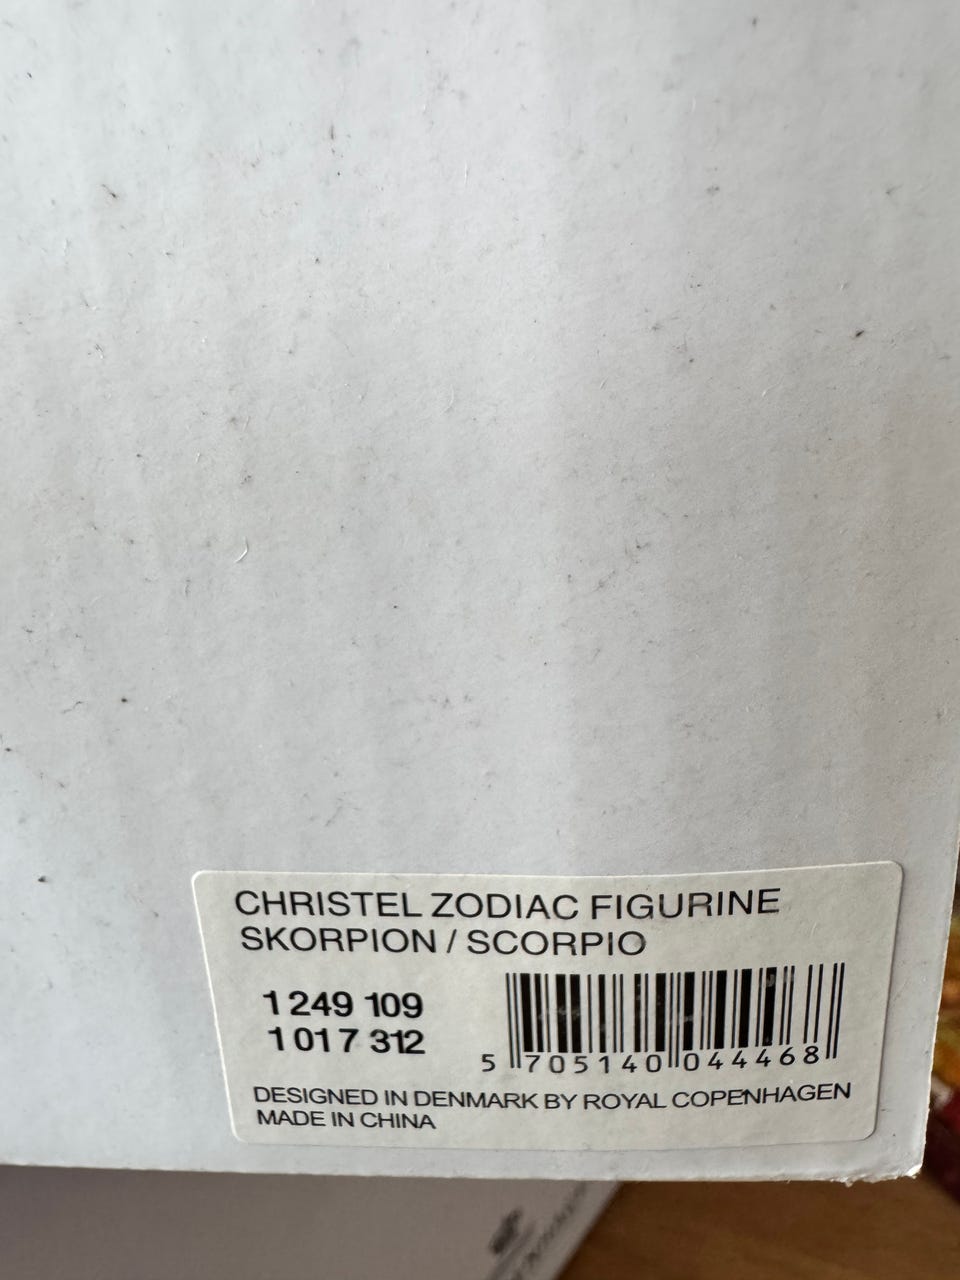 CHRISTEL ZODIAC FIGURINE
SKORPION / SCORPIO
1 249 109
1 017 312
5 705140 044468
DESIGNED IN DENMARK BY ROYAL COPENHAGEN
MADE IN CHINA